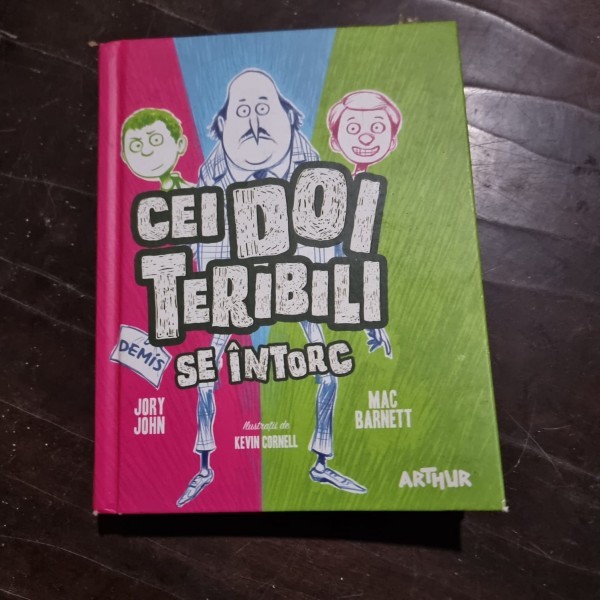 CEI DOI
TERIBILI
SE ÎNTORC
DEMIS
JORY
JOHN
Ilustrații de
KEVIN CORNELL
MAC
BARNETT
ARTHUR